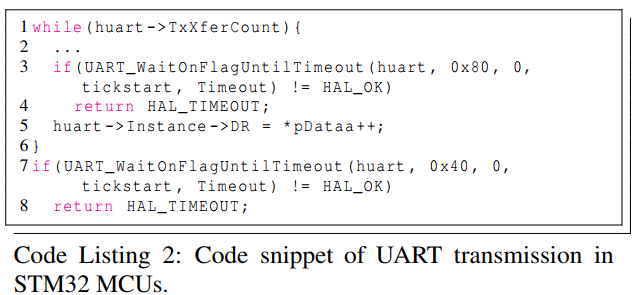 1 while(huart->TxXferCount){
2 ...
3 if(UART_WaitOnFlagUntilTimeout(huart, 0x80, 0,
tickstart, Timeout) != HAL_OK)
4 return HAL_TIMEOUT;
5 huart->Instance->DR = *pDataa++;
6 }
7 if(UART_WaitOnFlagUntilTimeout(huart, 0x40, 0,
tickstart, Timeout) != HAL_OK)
8 return HAL_TIMEOUT;
Code Listing 2: Code snippet of UART transmission in
STM32 MCUs.